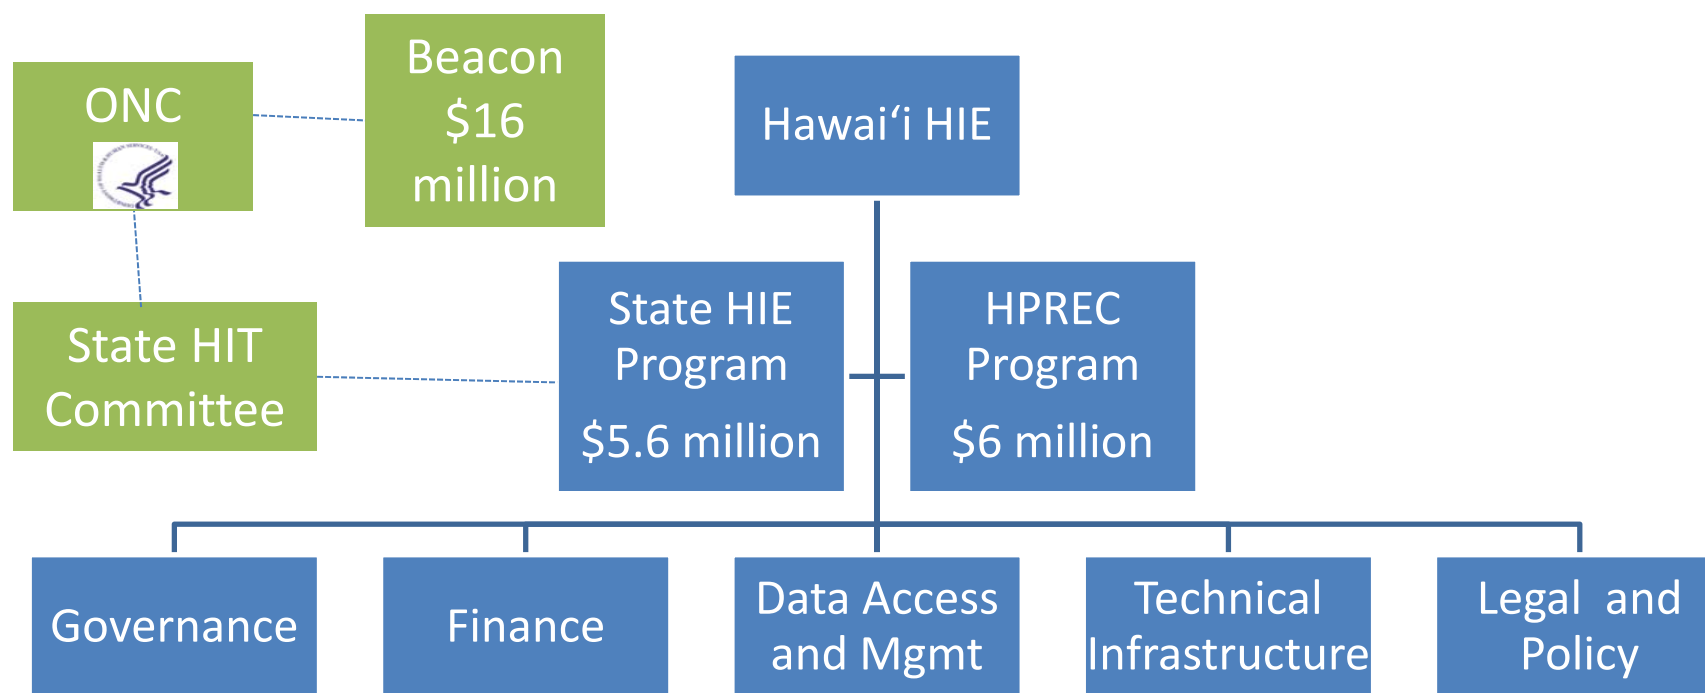 ONC
Beacon
$16
million
Hawai‘i HIE
State HIT
Committee
State HIE
Program
$5.6 million
HPREC
Program
$6 million
Governance
Finance
Data Access
and Mgmt
Technical
Infrastructure
Legal  and
Policy